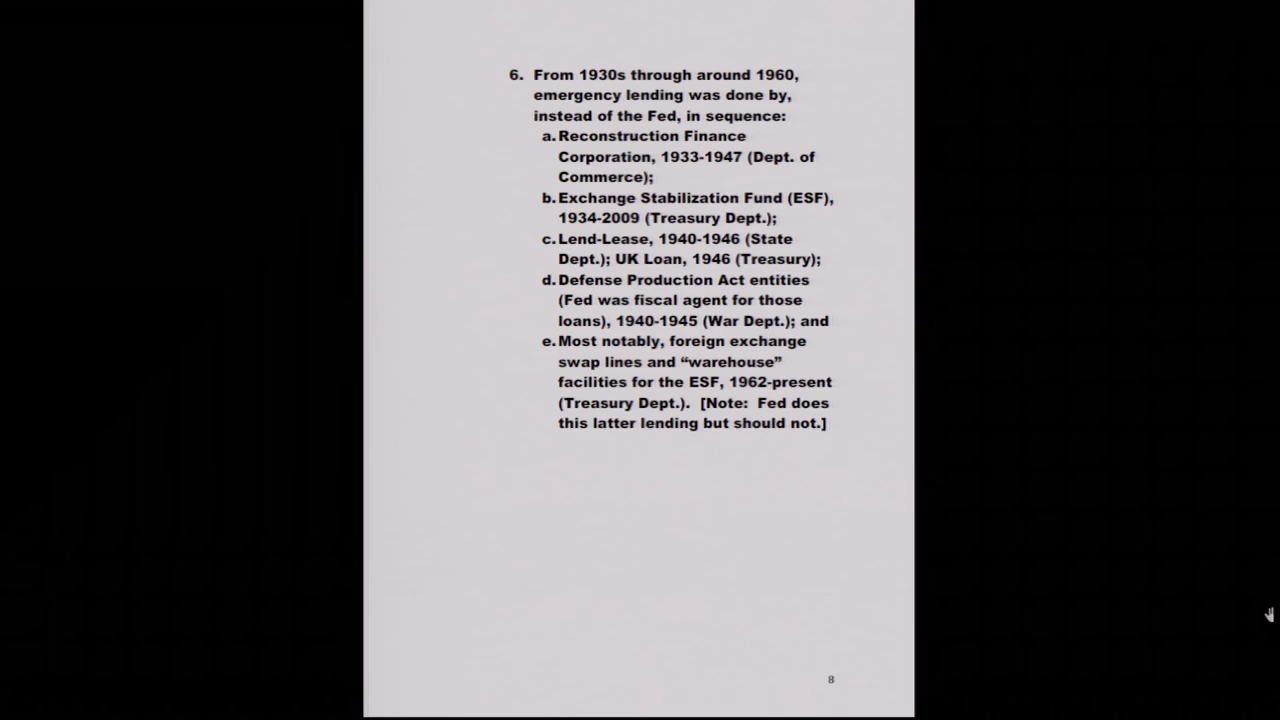 6. From 1930s through around 1960,
emergency lending was done by,
instead of the Fed, in sequence:
a. Reconstruction Finance
Corporation, 1933-1947 (Dept. of
Commerce);
b. Exchange Stabilization Fund (ESF),
1934-2009 (Treasury Dept.);
c. Lend-Lease, 1940-1946 (State
Dept.); UK Loan, 1946 (Treasury);
d. Defense Production Act entities
(Fed was fiscal agent for those
loans), 1940-1945 (War Dept.); and
e. Most notably, foreign exchange
swap lines and “warehouse”
facilities for the ESF, 1962-present
(Treasury Dept.).  [Note:  Fed does
this latter lending but should not.]
8